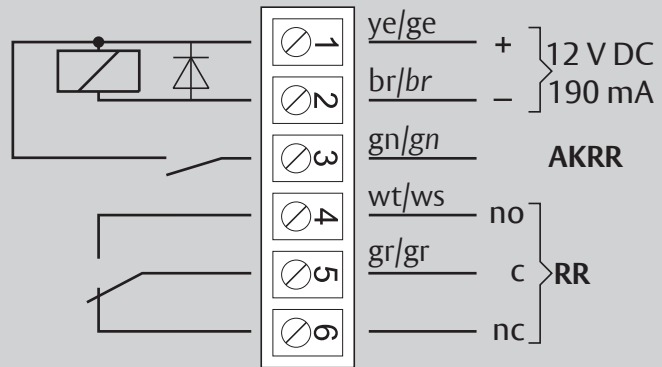 1 ye/ge + 12 V DC
2 br/br – 190 mA
3 gn/gn AKRR
4 wt/ws no
5 gr/gr c RR
6 nc